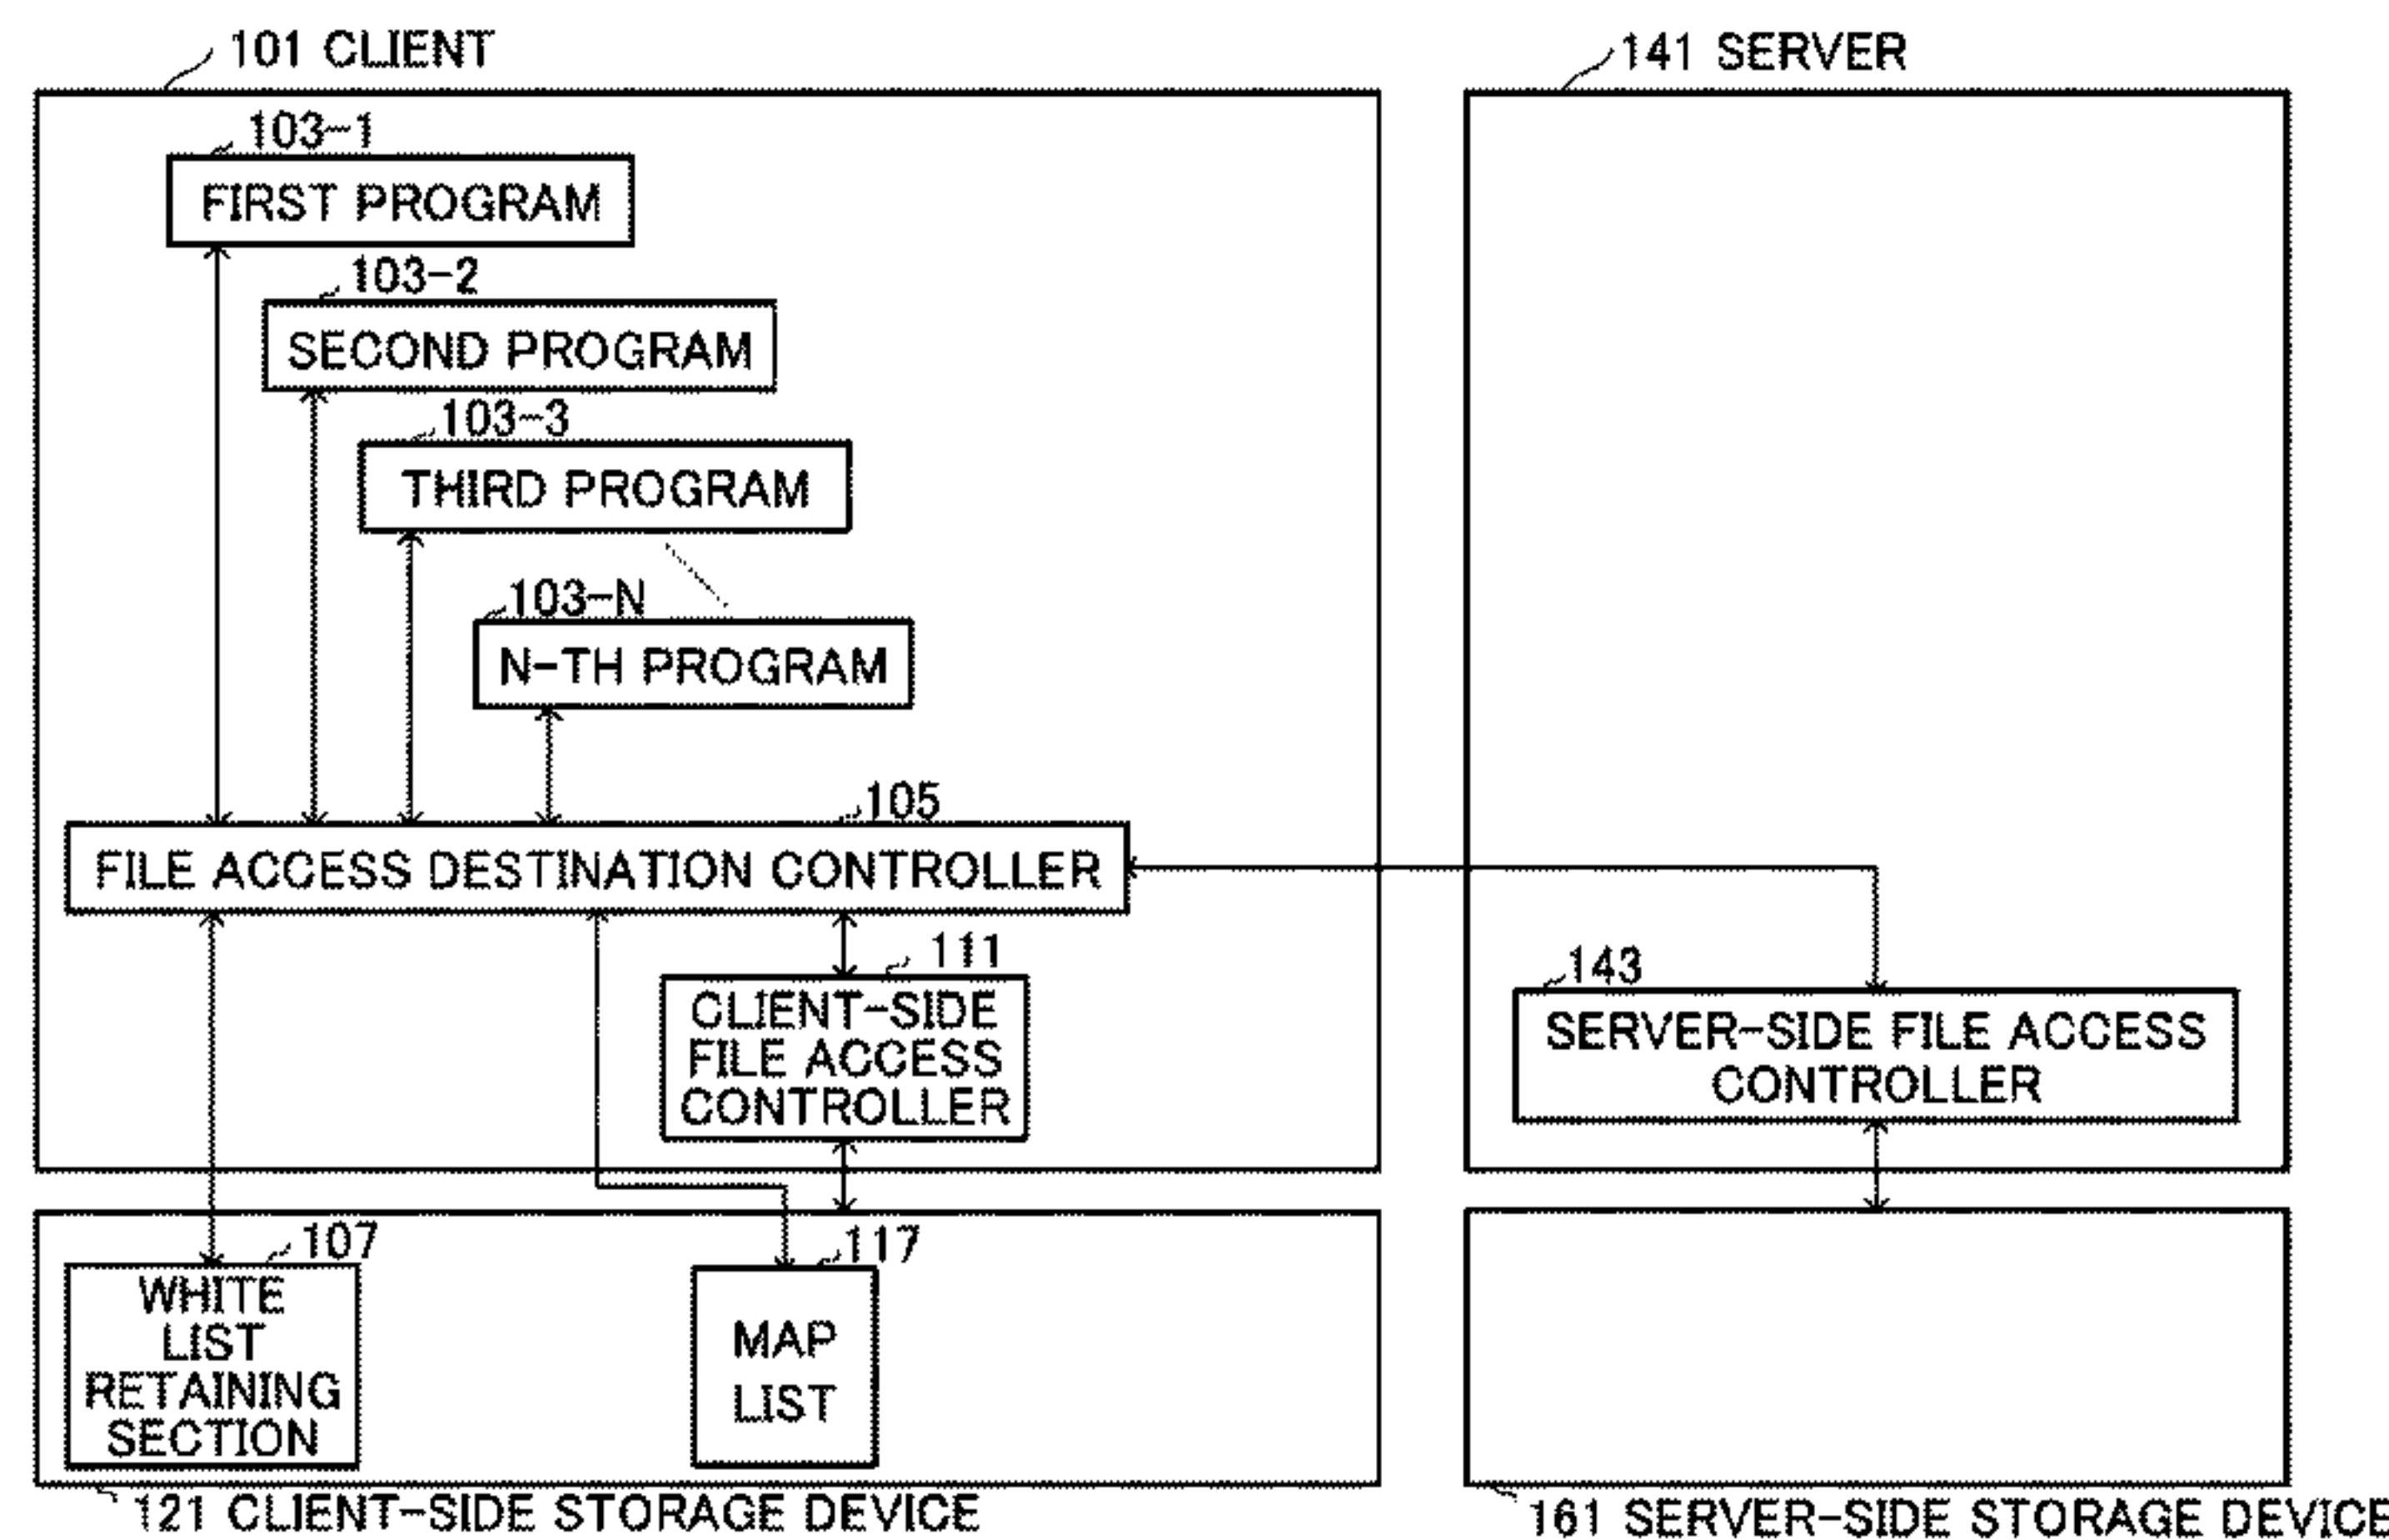 101 CLIENT
141 SERVER
103-1
FIRST PROGRAM
103-2
SECOND PROGRAM
103-3
THIRD PROGRAM
103-N
N-TH PROGRAM
105
FILE ACCESS DESTINATION CONTROLLER
111
CLIENT-SIDE
FILE ACCESS
CONTROLLER
143
SERVER-SIDE FILE ACCESS
CONTROLLER
107
WHITE
LIST
RETAINING
SECTION
117
MAP
LIST
121 CLIENT-SIDE STORAGE DEVICE
161 SERVER-SIDE STORAGE DEVICE